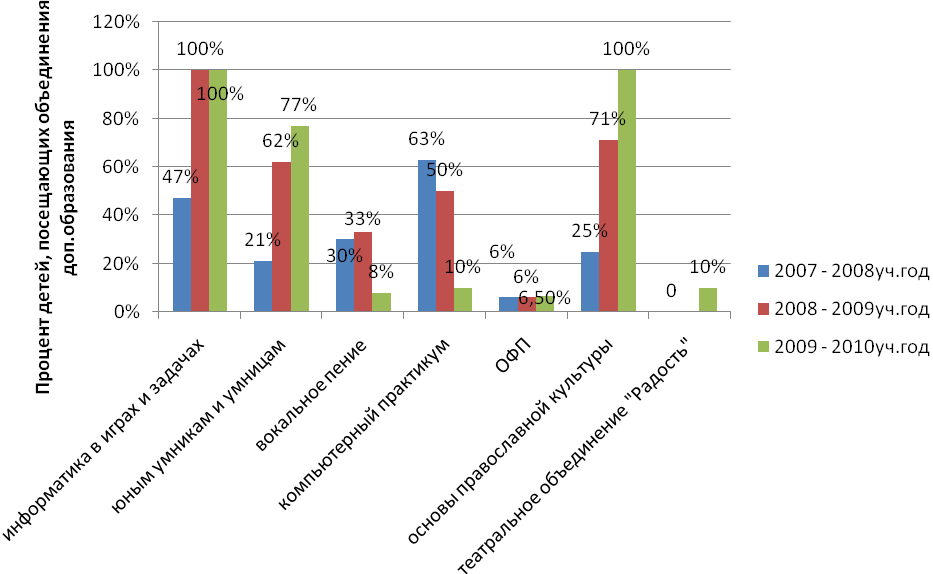 Процент детей, посещающих объединения
доп.образования
120%
100%
80%
60%
40%
20%
0%
47%
100%
100%
21%
62%
77%
30%
33%
8%
63%
50%
10%
6%
6%
6,50%
25%
71%
100%
0
10%
информатика в играх и задачах
юным умникам и умницам
вокальное пение
компьютерный практикум
ОФП
основы православной культуры
театральное объединение "Радость"
2007 - 2008уч.год
2008 - 2009уч.год
2009 - 2010уч.год